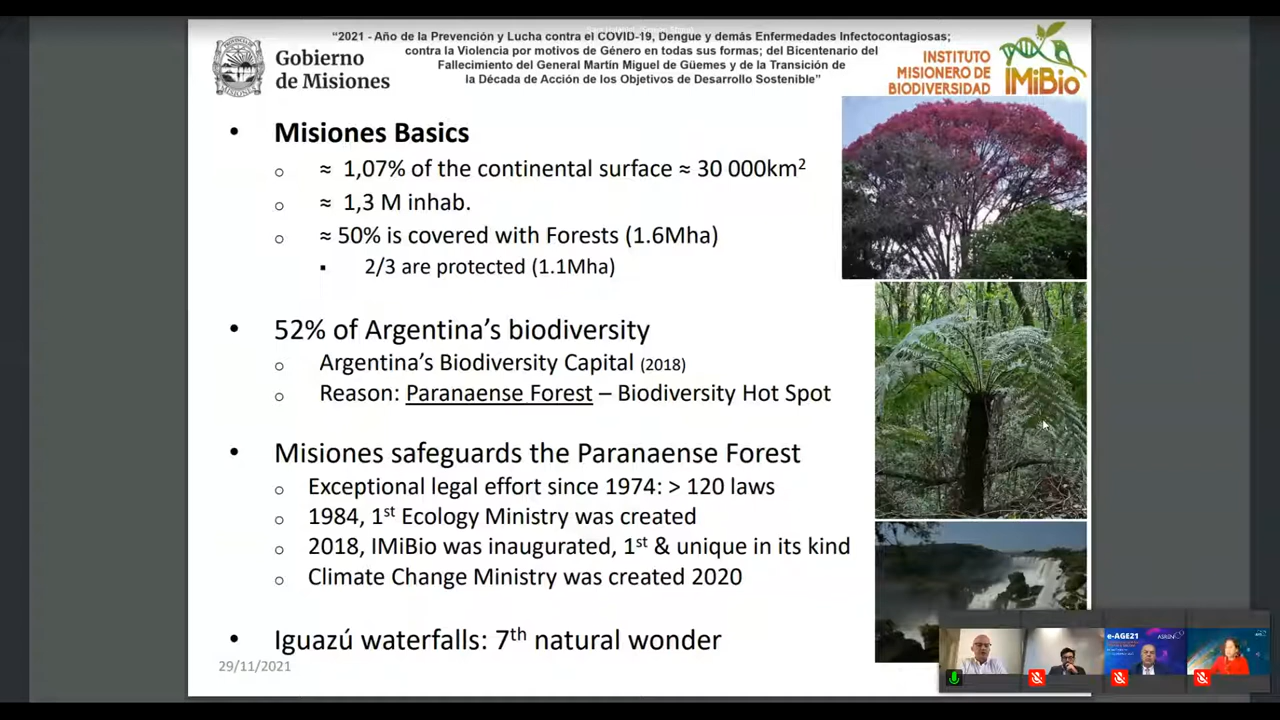 Gobierno
de Misiones
“2021 - Año de la Prevención y Lucha contra el COVID-19, Dengue y demás Enfermedades Infectocontagiosas;
contra la Violencia por motivos de Género en todas sus formas; del Bicentenario del
Fallecimiento del General Martín Miguel de Güemes y de la Transición de
la Década de Acción de los Objetivos de Desarrollo Sostenible”
INSTITUTO
MISIONERO DE
BIODIVERSIDAD
IMiBio
• Misiones Basics
o ≈ 1,07% of the continental surface ≈ 30 000km²
o ≈ 1,3 M inhab.
o ≈ 50% is covered with Forests (1.6Mha)
▪ 2/3 are protected (1.1Mha)
• 52% of Argentina’s biodiversity
o Argentina’s Biodiversity Capital (2018)
o Reason: Paranaense Forest – Biodiversity Hot Spot
• Misiones safeguards the Paranaense Forest
o Exceptional legal effort since 1974: > 120 laws
o 1984, 1st Ecology Ministry was created
o 2018, IMiBio was inaugurated, 1st & unique in its kind
o Climate Change Ministry was created 2020
• Iguazú waterfalls: 7th natural wonder
29/11/2021
e-AGE21